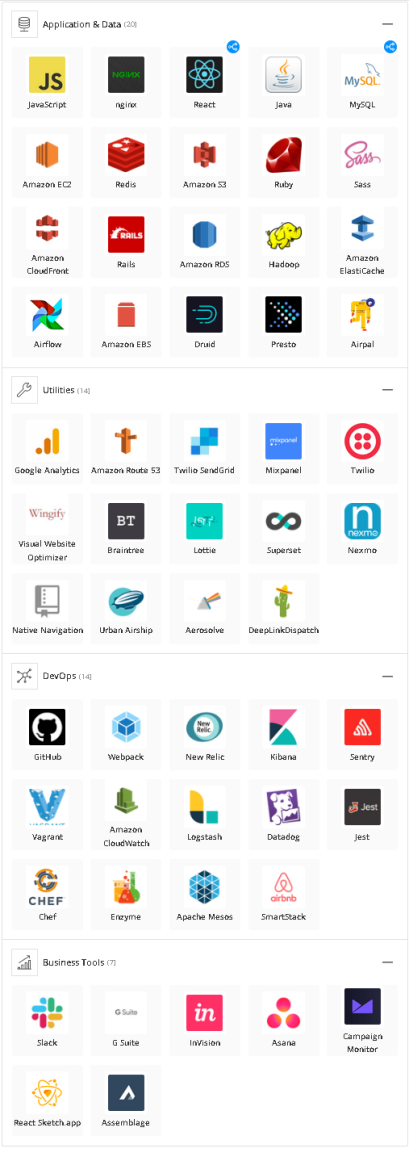 Application & Data (20)
JS
NGINX
MySQL
JavaScript
nginx
React
Java
MySQL
Sass
Amazon EC2
Redis
Amazon S3
Ruby
Sass
RAILS
Amazon CloudFront
Rails
Amazon RDS
Hadoop
Amazon ElastiCache
Airflow
Amazon EBS
Druid
Presto
Airpal
Utilities (14)
mixpanel
Google Analytics
Amazon Route 53
Twilio SendGrid
Mixpanel
Twilio
Wingify
BT
nexmo
Visual Website Optimizer
Braintree
Lottie
Superset
Nexmo
Native Navigation
Urban Airship
Aerosolve
DeepLinkDispatch
DevOps (14)
New Relic.
GitHub
Webpack
New Relic
Kibana
Sentry
VAGRANT
Jest
Vagrant
Amazon CloudWatch
Logstash
Datadog
Jest
CHEF
airbnb
Chef
Enzyme
Apache Mesos
SmartStack
Business Tools (7)
G Suite
in
Slack
G Suite
InVision
Asana
Campaign Monitor
React Sketch.app
Assemblage